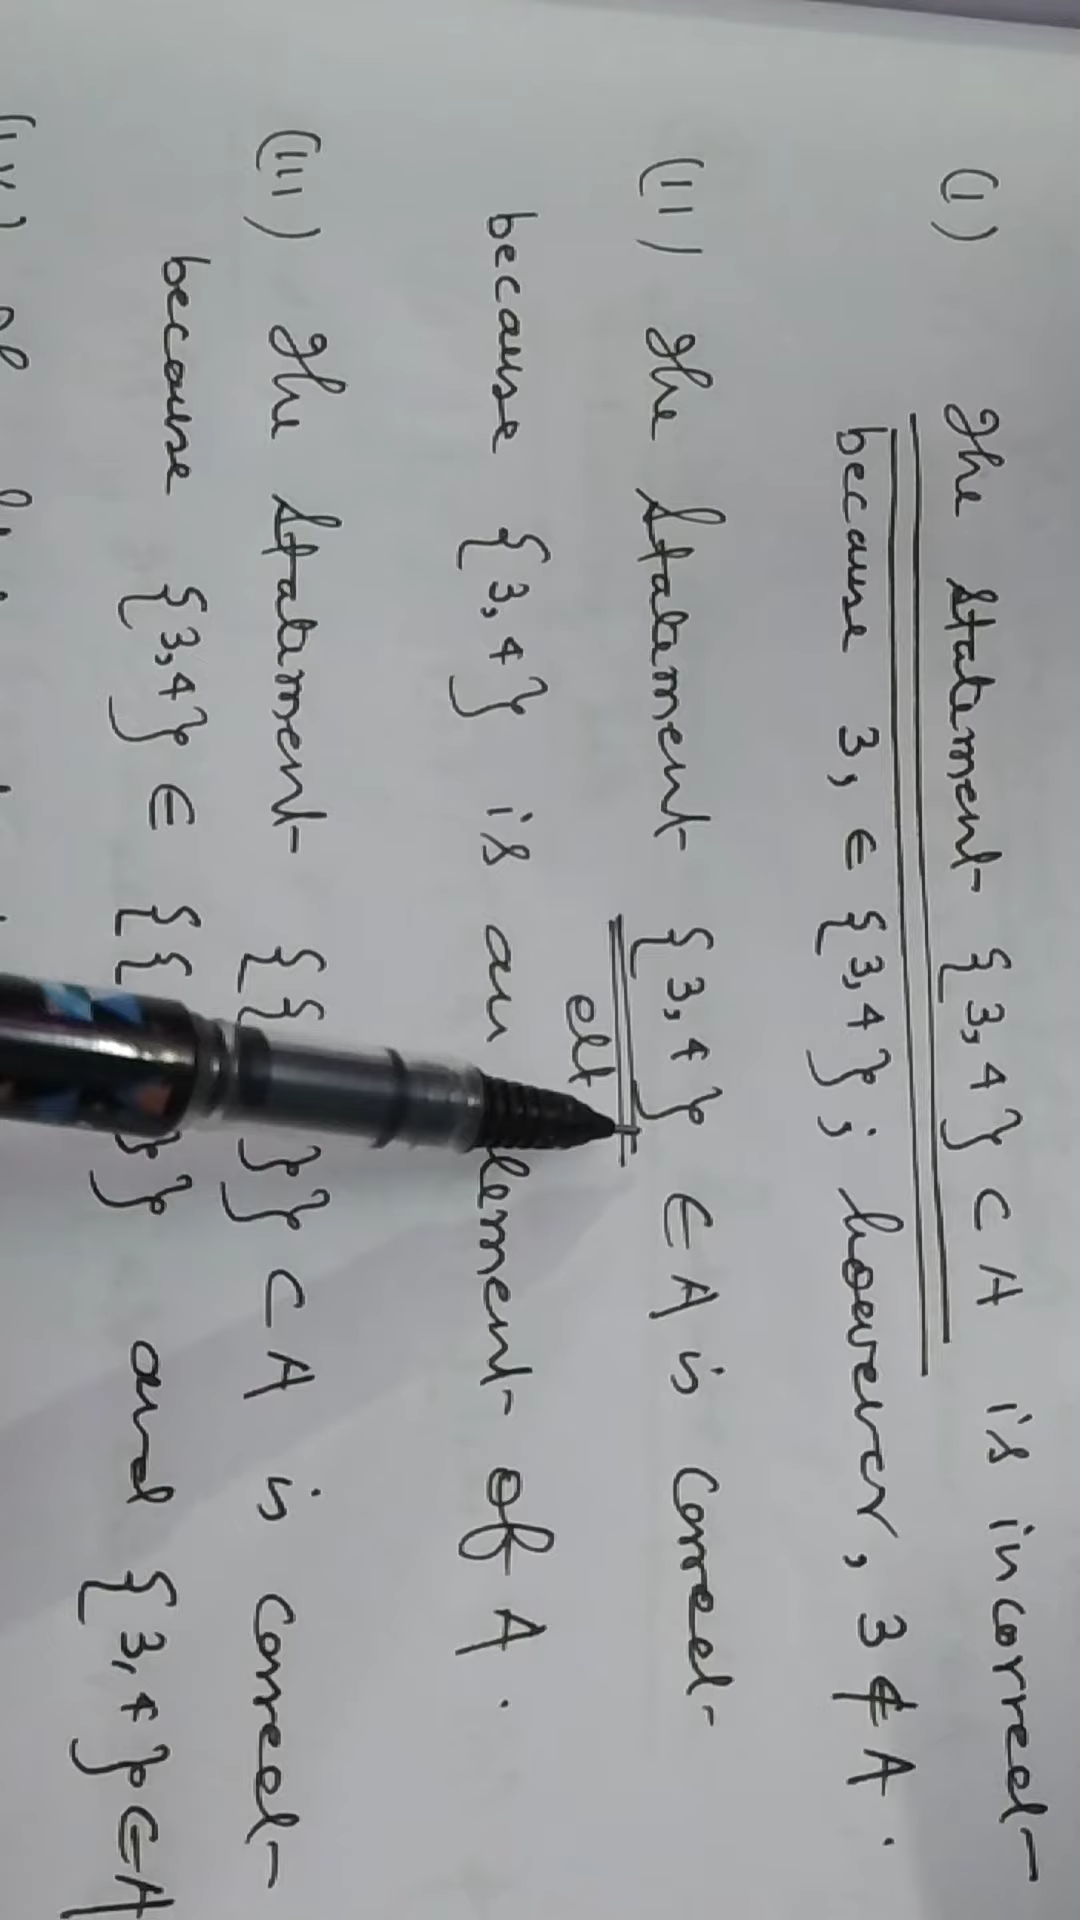 (i) The statement {3,4} ⊂ A is incorrect
because 3, ∈ {3,4}; however, 3 ∉ A.
(ii) The statement {3,4} ∈ A is correct
elt
because {3,4} is an element of A.
(iii) The statement {{ }} ⊂ A is correct
because {3,4} ∈ {{ }} and {3,4} ∈ A
(iv)